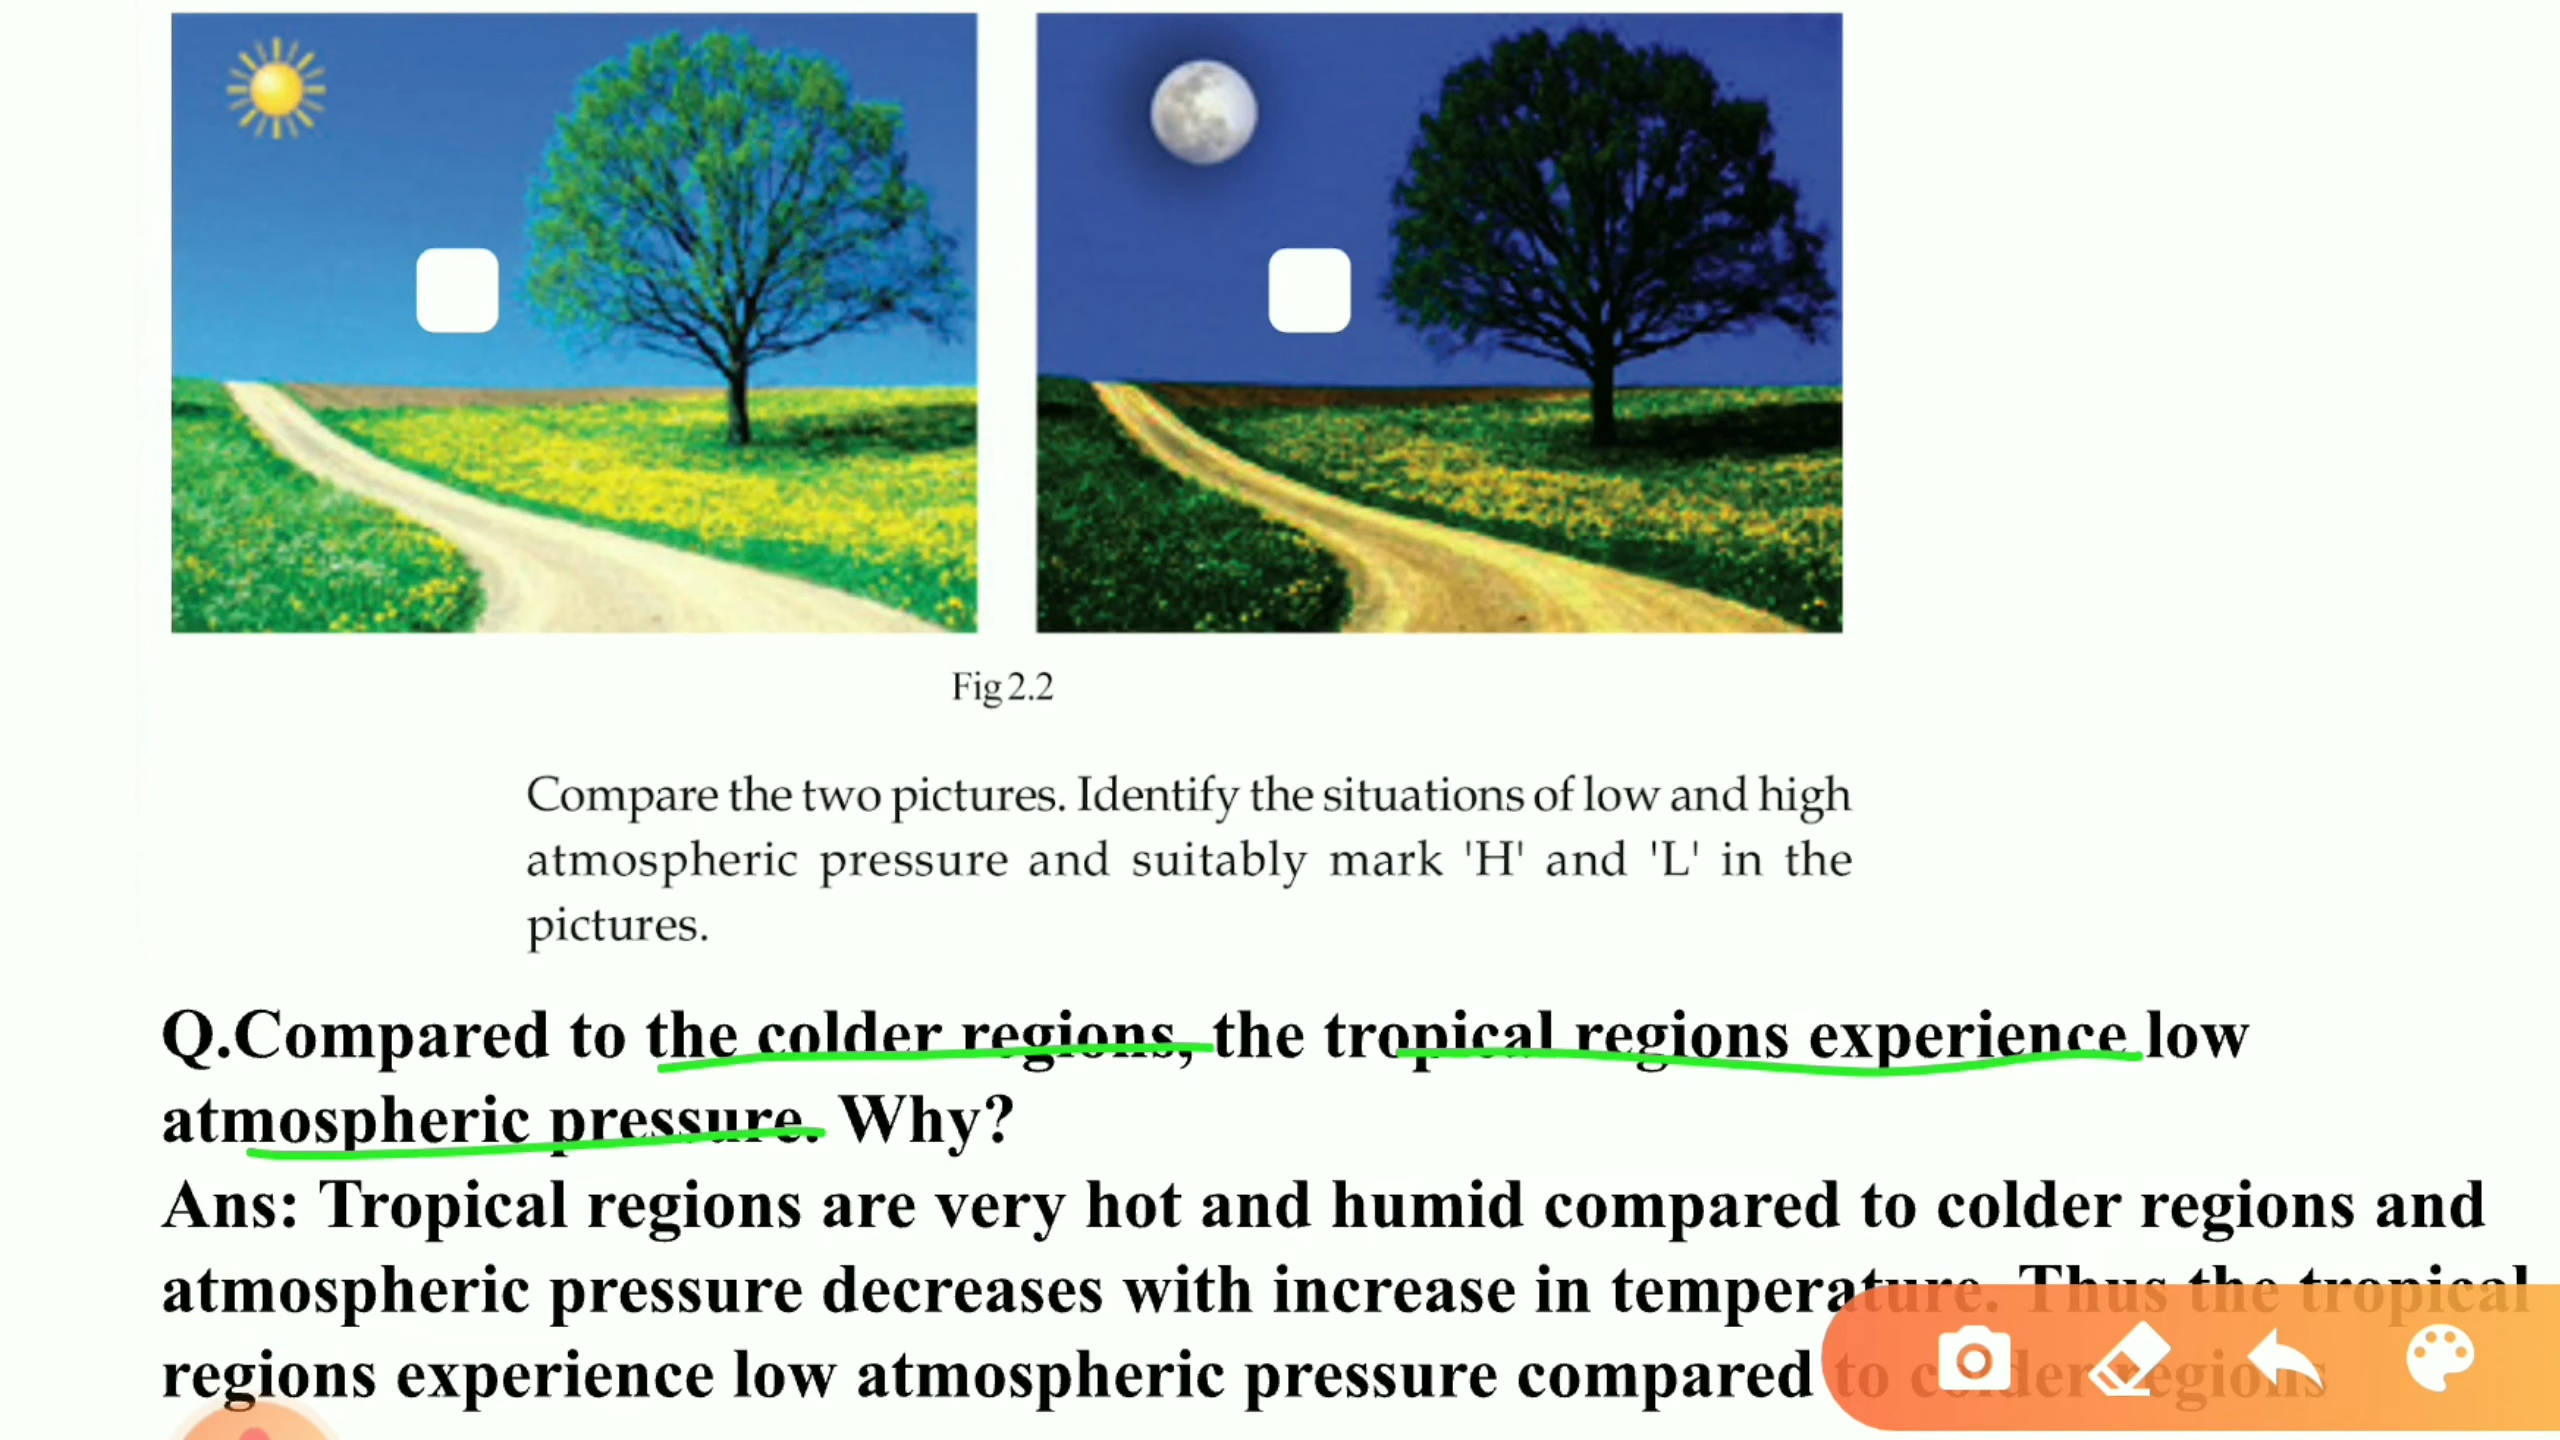 Fig 2.2
Compare the two pictures. Identify the situations of low and high
atmospheric pressure and suitably mark 'H' and 'L' in the
pictures.
Q.Compared to the colder regions, the tropical regions experience low
atmospheric pressure. Why?
Ans: Tropical regions are very hot and humid compared to colder regions and
atmospheric pressure decreases with increase in temperature. Thus the tropical
regions experience low atmospheric pressure compared to colder regions